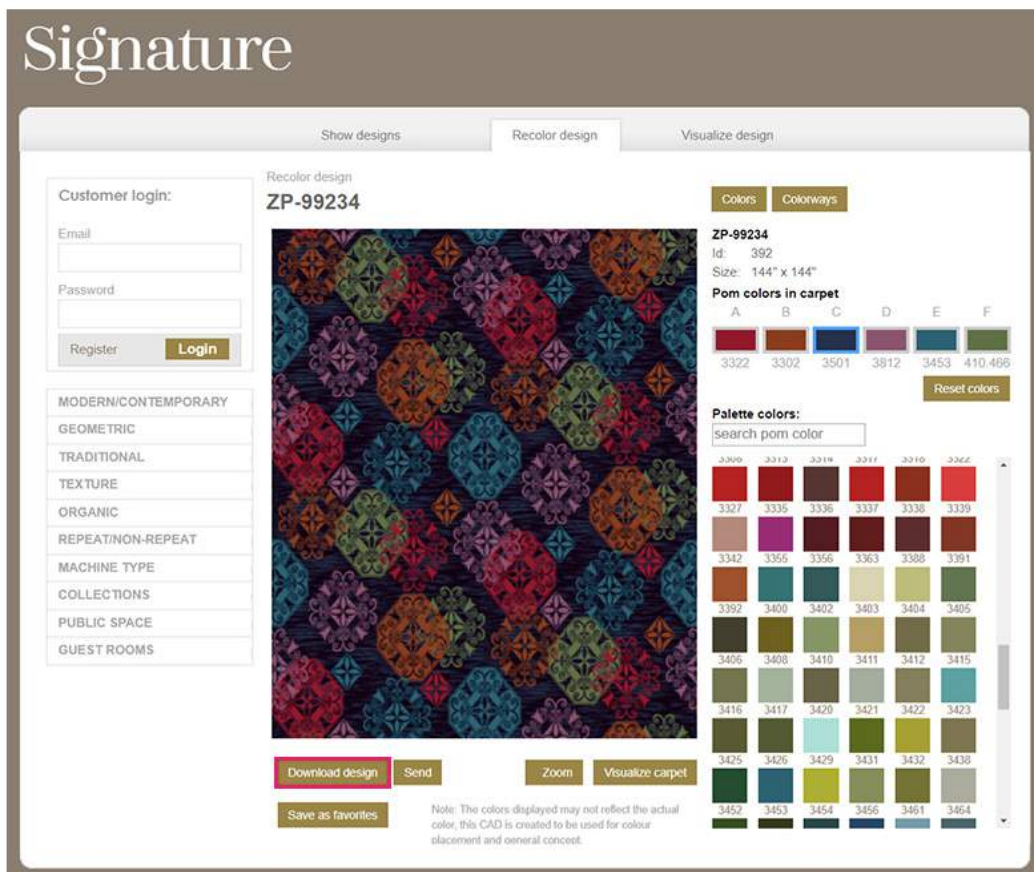 Signature
Show designs
Recolor design
Visualize design
Customer login:
Email
Password
Register
Login
MODERN/CONTEMPORARY
GEOMETRIC
TRADITIONAL
TEXTURE
ORGANIC
REPEAT/NON-REPEAT
MACHINE TYPE
COLLECTIONS
PUBLIC SPACE
GUEST ROOMS
Recolor design
ZP-99234
Download design
Send
Zoom
Visualize carpet
Save as favorites
Note: The colors displayed may not reflect the actual
color, this CAD is created to be used for colour
placement and general concept.
Colors
Colorways
ZP-99234
Id: 392
Size: 144" x 144"
Pom colors in carpet
A B C D E F
3322 3302 3501 3812 3453 410.466
Reset colors
Palette colors:
search pom color
3314 3317 3322
3327 3335 3336 3337 3338 3339
3342 3355 3356 3363 3388 3391
3392 3400 3402 3403 3404 3405
3406 3408 3410 3411 3412 3415
3416 3417 3420 3421 3422 3423
3425 3426 3429 3431 3432 3438
3452 3453 3454 3456 3461 3464